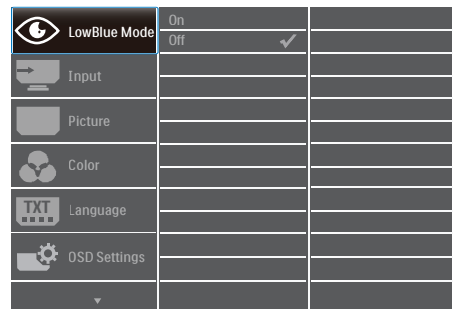 LowBlue Mode
On
Off
Input
Picture
Color
TXT
Language
OSD Settings